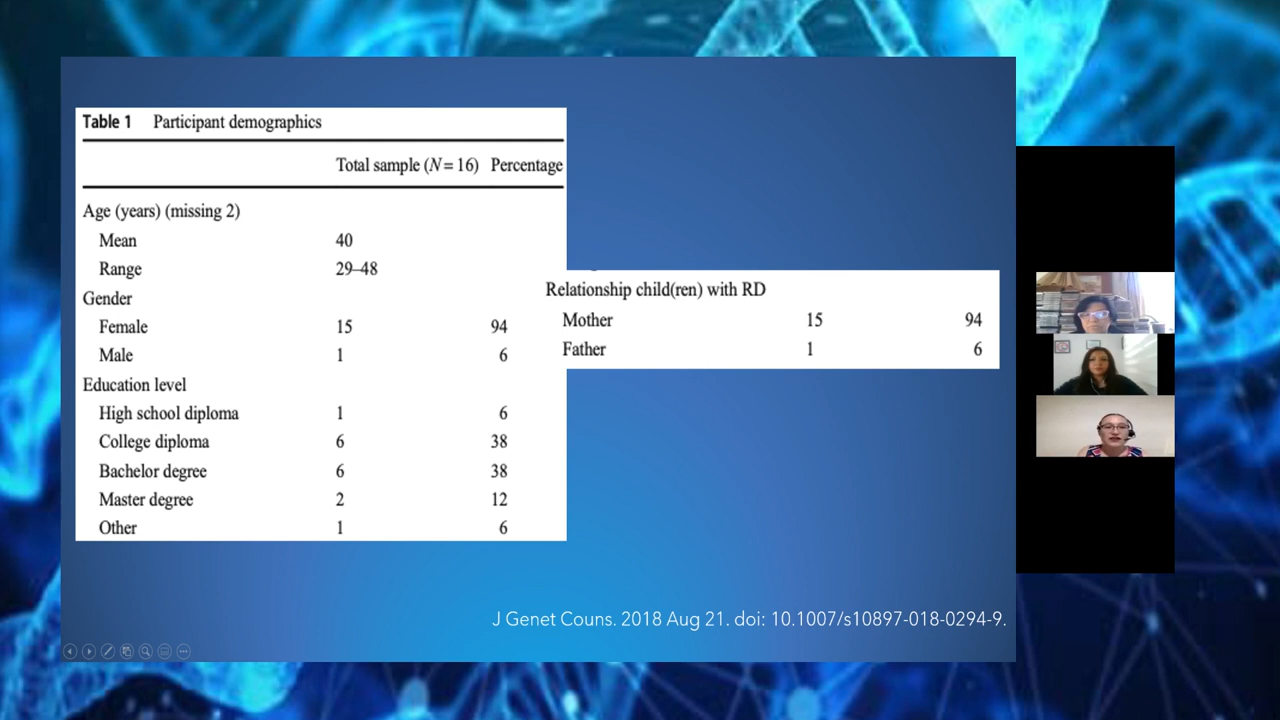 Table 1 Participant demographics
Total sample (N = 16) Percentage
Age (years) (missing 2)
Mean 40
Range 29–48
Gender
Female 15 94
Male 1 6
Education level
High school diploma 1 6
College diploma 6 38
Bachelor degree 6 38
Master degree 2 12
Other 1 6
Relationship child(ren) with RD
Mother 15 94
Father 1 6
J Genet Couns. 2018 Aug 21. doi: 10.1007/s10897-018-0294-9.